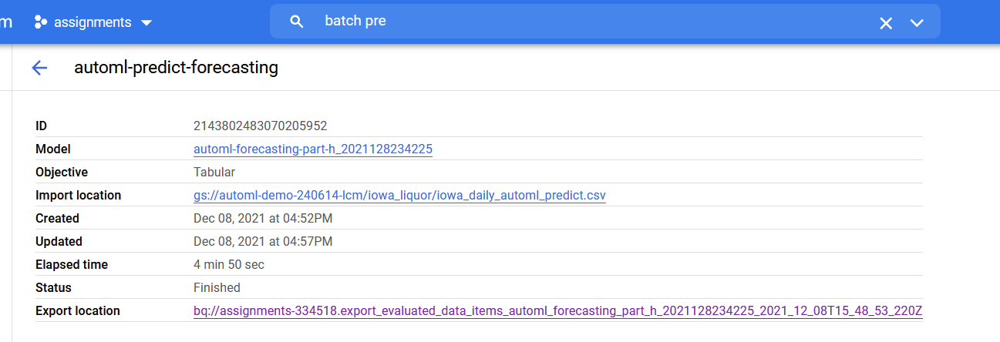 m assignments batch pre
automl-predict-forecasting
ID 2143802483070205952
Model automl-forecasting-part-h_2021128234225
Objective Tabular
Import location gs://automl-demo-240614-lcm/iowa_liquor/iowa_daily_automl_predict.csv
Created Dec 08, 2021 at 04:52PM
Updated Dec 08, 2021 at 04:57PM
Elapsed time 4 min 50 sec
Status Finished
Export location bq://assignments-334518.export_evaluated_data_items_automl_forecasting_part_h_2021128234225_2021_12_08T15_48_53_220Z